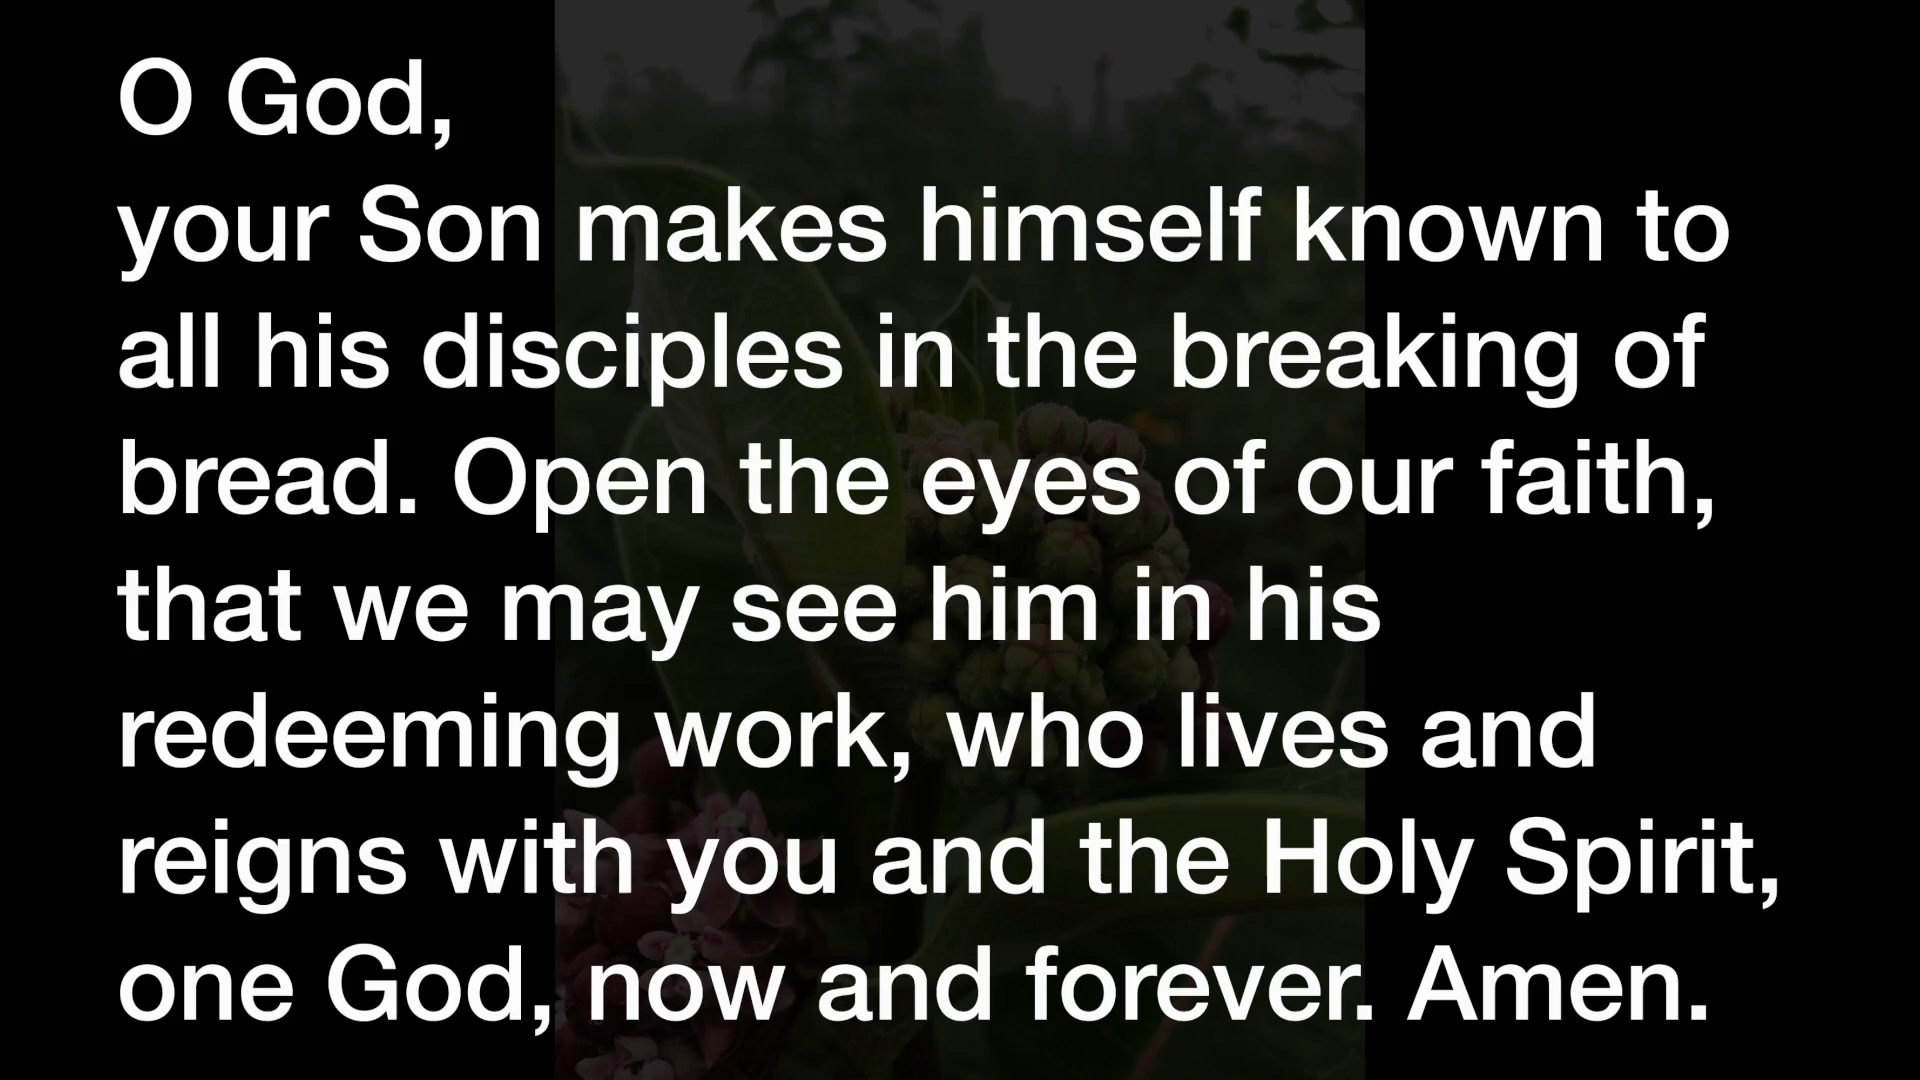 O God,
your Son makes himself known to
all his disciples in the breaking of
bread. Open the eyes of our faith,
that we may see him in his
redeeming work, who lives and
reigns with you and the Holy Spirit,
one God, now and forever. Amen.